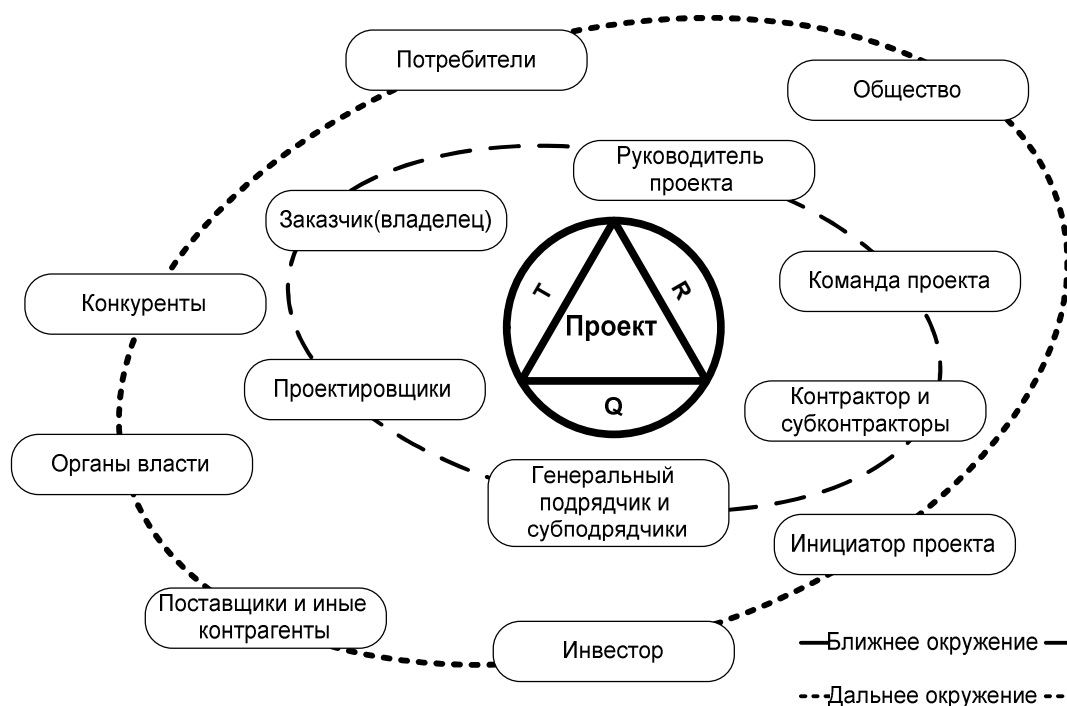 Потребители
Общество
Руководитель
проекта
Заказчик(владелец)
Команда проекта
Конкуренты
T
R
Проект
Q
Проектировщики
Контрактор и
субконтракторы
Органы власти
Генеральный
подрядчик и
субподрядчики
Инициатор проекта
Поставщики и иные
контрагенты
Инвестор
Ближнее окружение
Дальнее окружение